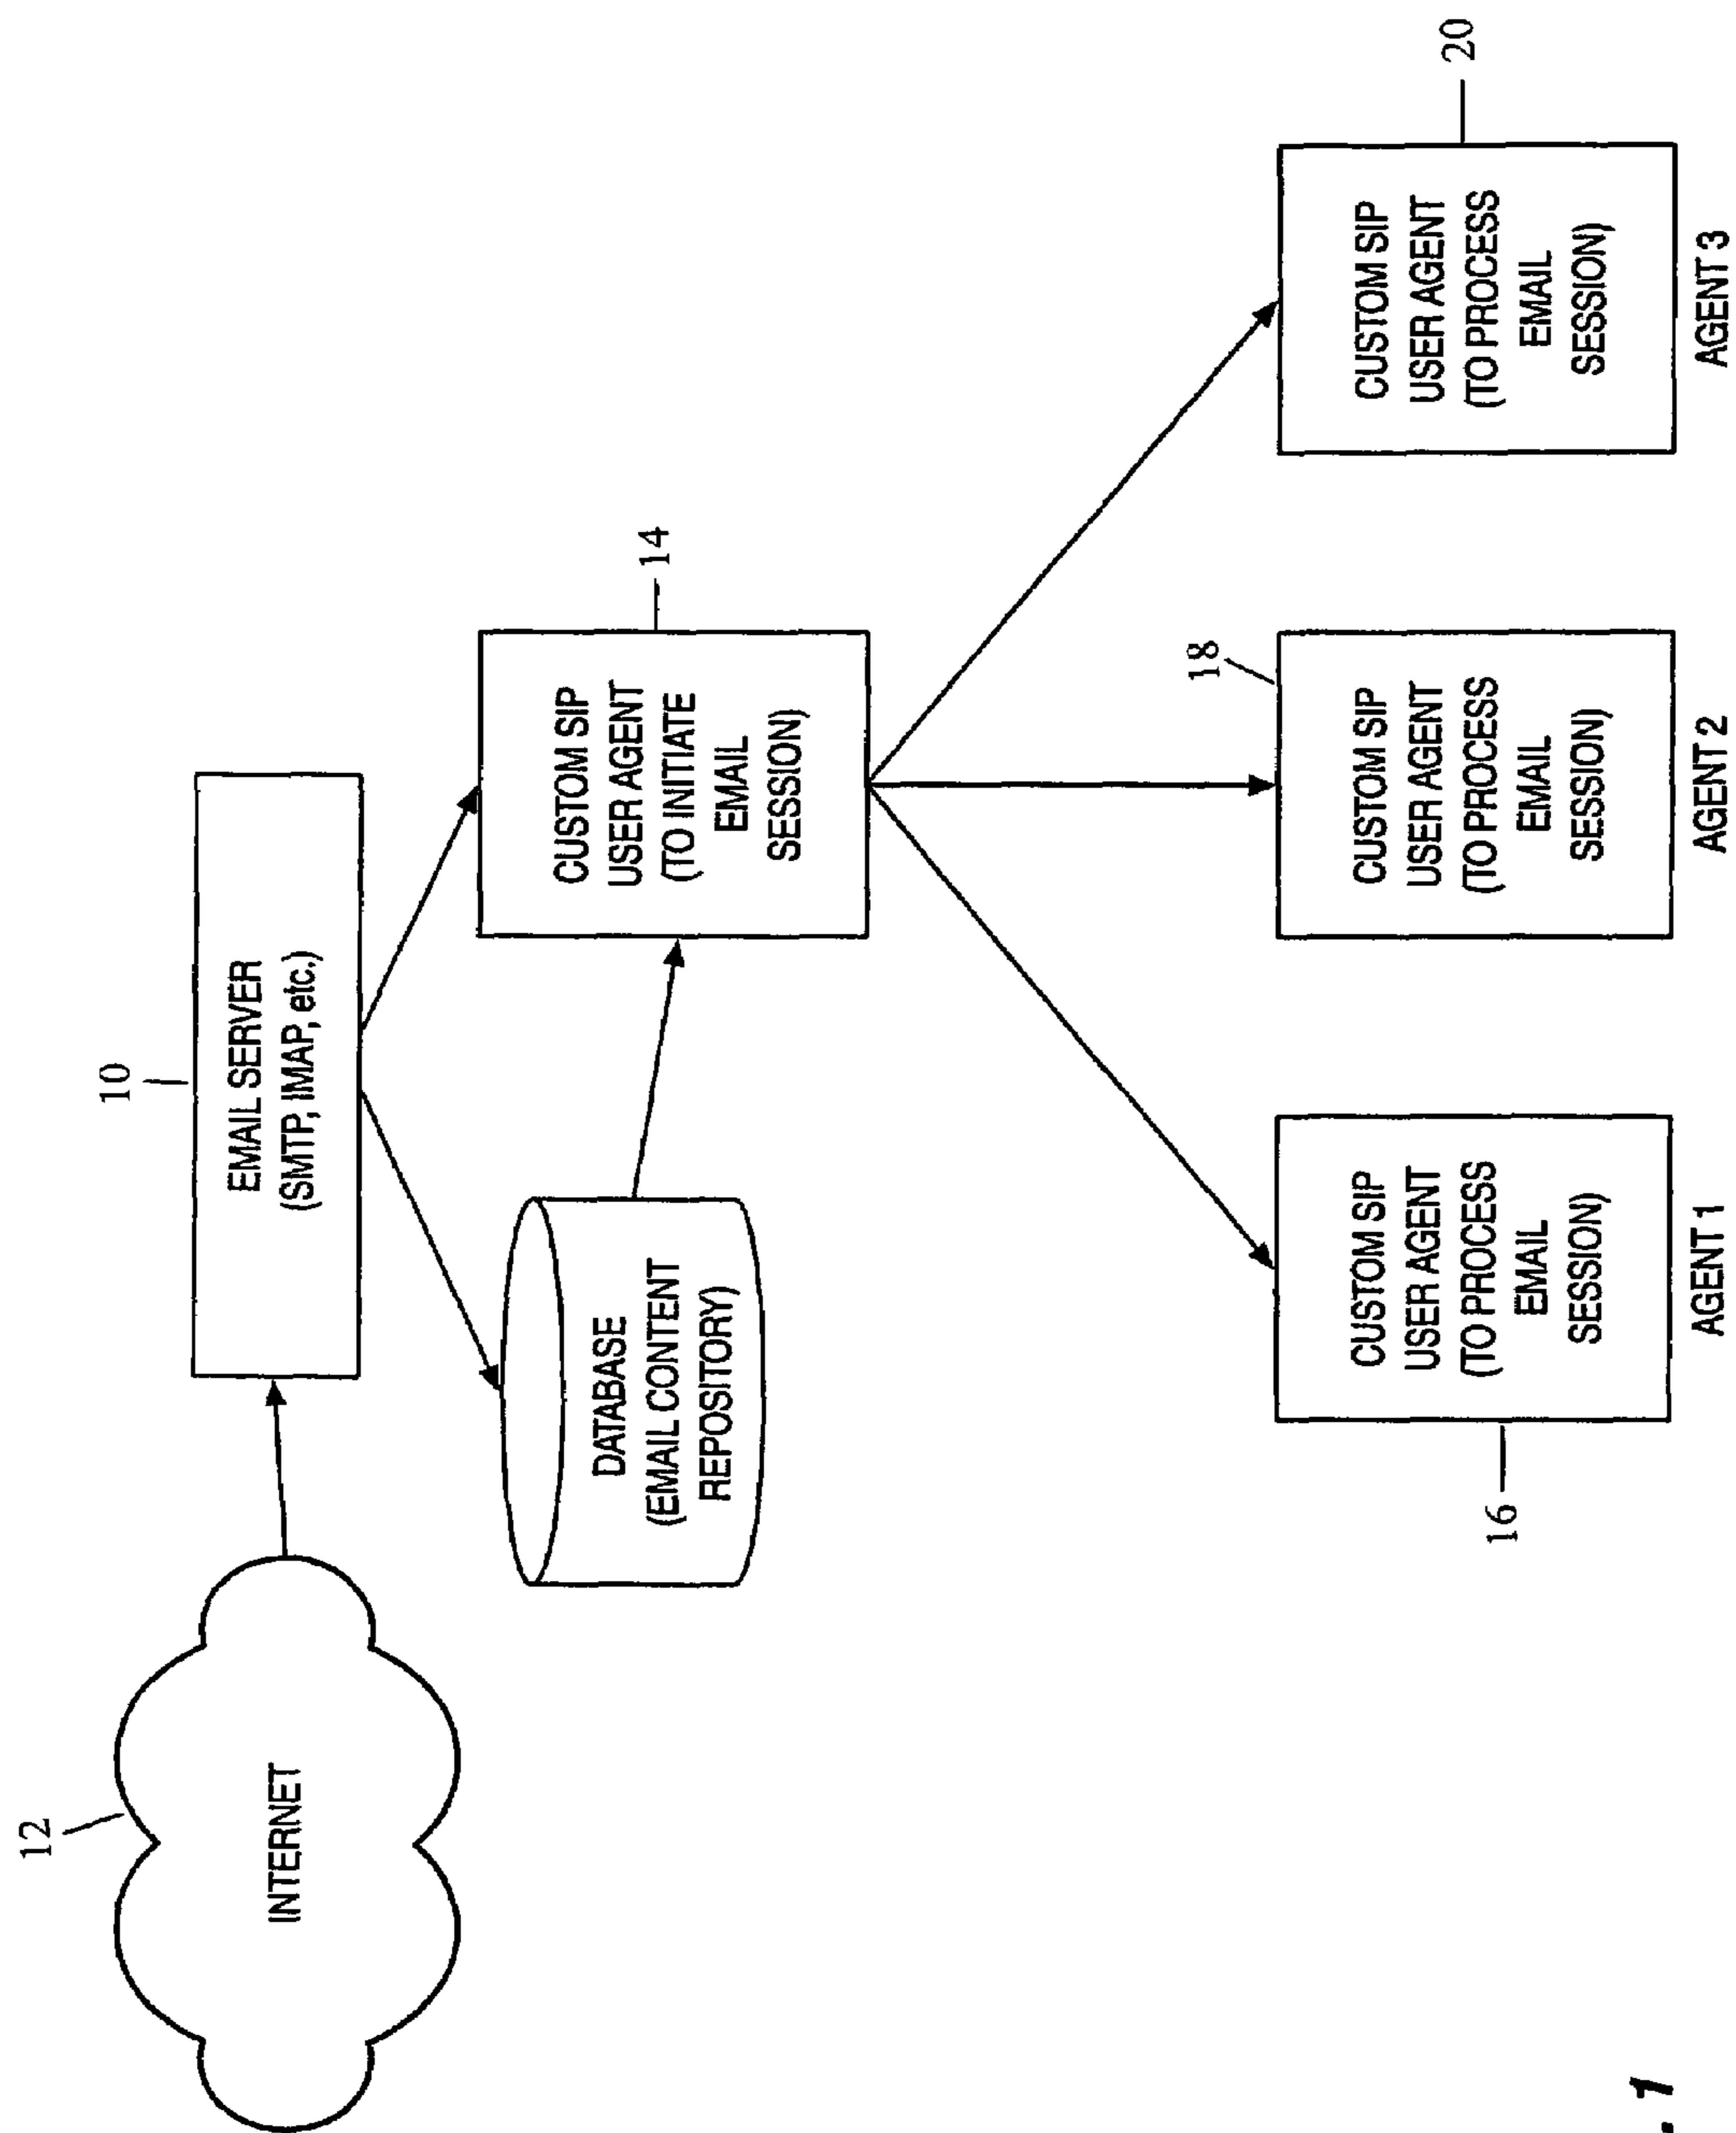 12
INTERNET
10
EMAIL SERVER
(SMTP, IMAP, etc.)
DATABASE
(EMAIL CONTENT
REPOSITORY)
14
CUSTOM SIP
USER AGENT
(TO INITIATE
EMAIL
SESSION)
16
CUSTOM SIP
USER AGENT
(TO PROCESS
EMAIL
SESSION)
AGENT 1
18
CUSTOM SIP
USER AGENT
(TO PROCESS
EMAIL
SESSION)
AGENT 2
20
CUSTOM SIP
USER AGENT
(TO PROCESS
EMAIL
SESSION)
AGENT 3
.1